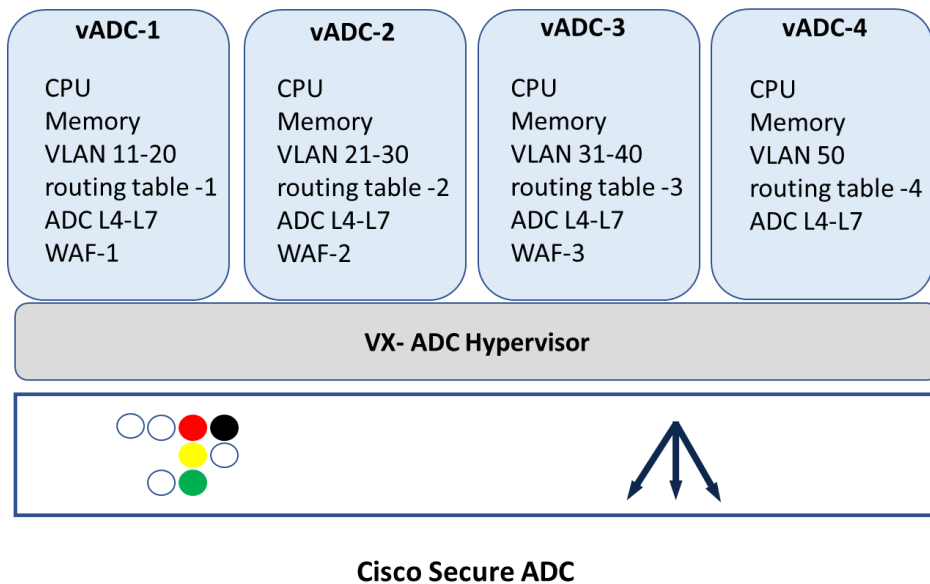 vADC-1
CPU
Memory
VLAN 11-20
routing table -1
ADC L4-L7
WAF-1
vADC-2
CPU
Memory
VLAN 21-30
routing table -2
ADC L4-L7
WAF-2
vADC-3
CPU
Memory
VLAN 31-40
routing table -3
ADC L4-L7
WAF-3
vADC-4
CPU
Memory
VLAN 50
routing table -4
ADC L4-L7
VX- ADC Hypervisor
Cisco Secure ADC